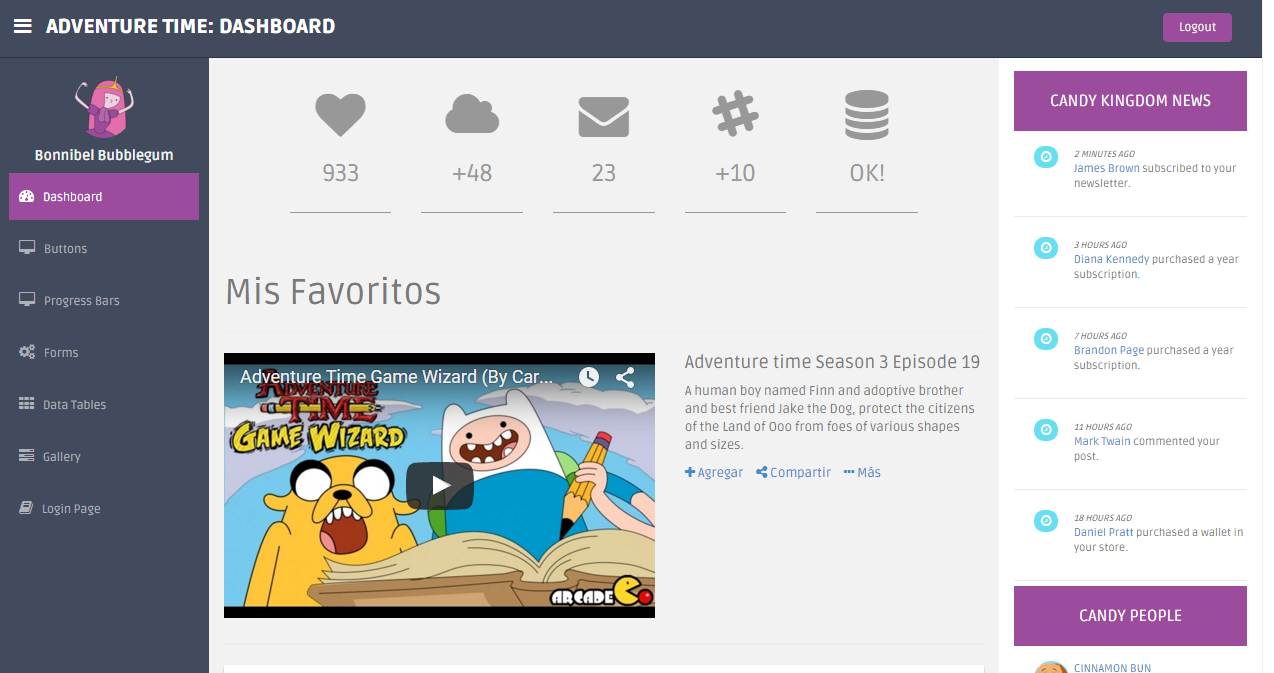 ADVENTURE TIME: DASHBOARD
Logout
Bonnibel Bubblegum
Dashboard
Buttons
Progress Bars
Forms
Data Tables
Gallery
Login Page
933
+48
23
+10
OK!
Mis Favoritos
Adventure Time Game Wizard (By Car...
ADVENTURE
TIME
GAME WIZARD
ARCADE
Adventure time Season 3 Episode 19
A human boy named Finn and adoptive brother
and best friend Jake the Dog, protect the citizens
of the Land of Ooo from foes of various shapes
and sizes.
Agregar Compartir Más
CANDY KINGDOM NEWS
2 MINUTES AGO
James Brown subscribed to your
newsletter.
3 HOURS AGO
Diana Kennedy purchased a year
subscription.
7 HOURS AGO
Brandon Page purchased a year
subscription.
11 HOURS AGO
Mark Twain commented your
post.
18 HOURS AGO
Daniel Pratt purchased a wallet in
your store.
CANDY PEOPLE
CINNAMON BUN